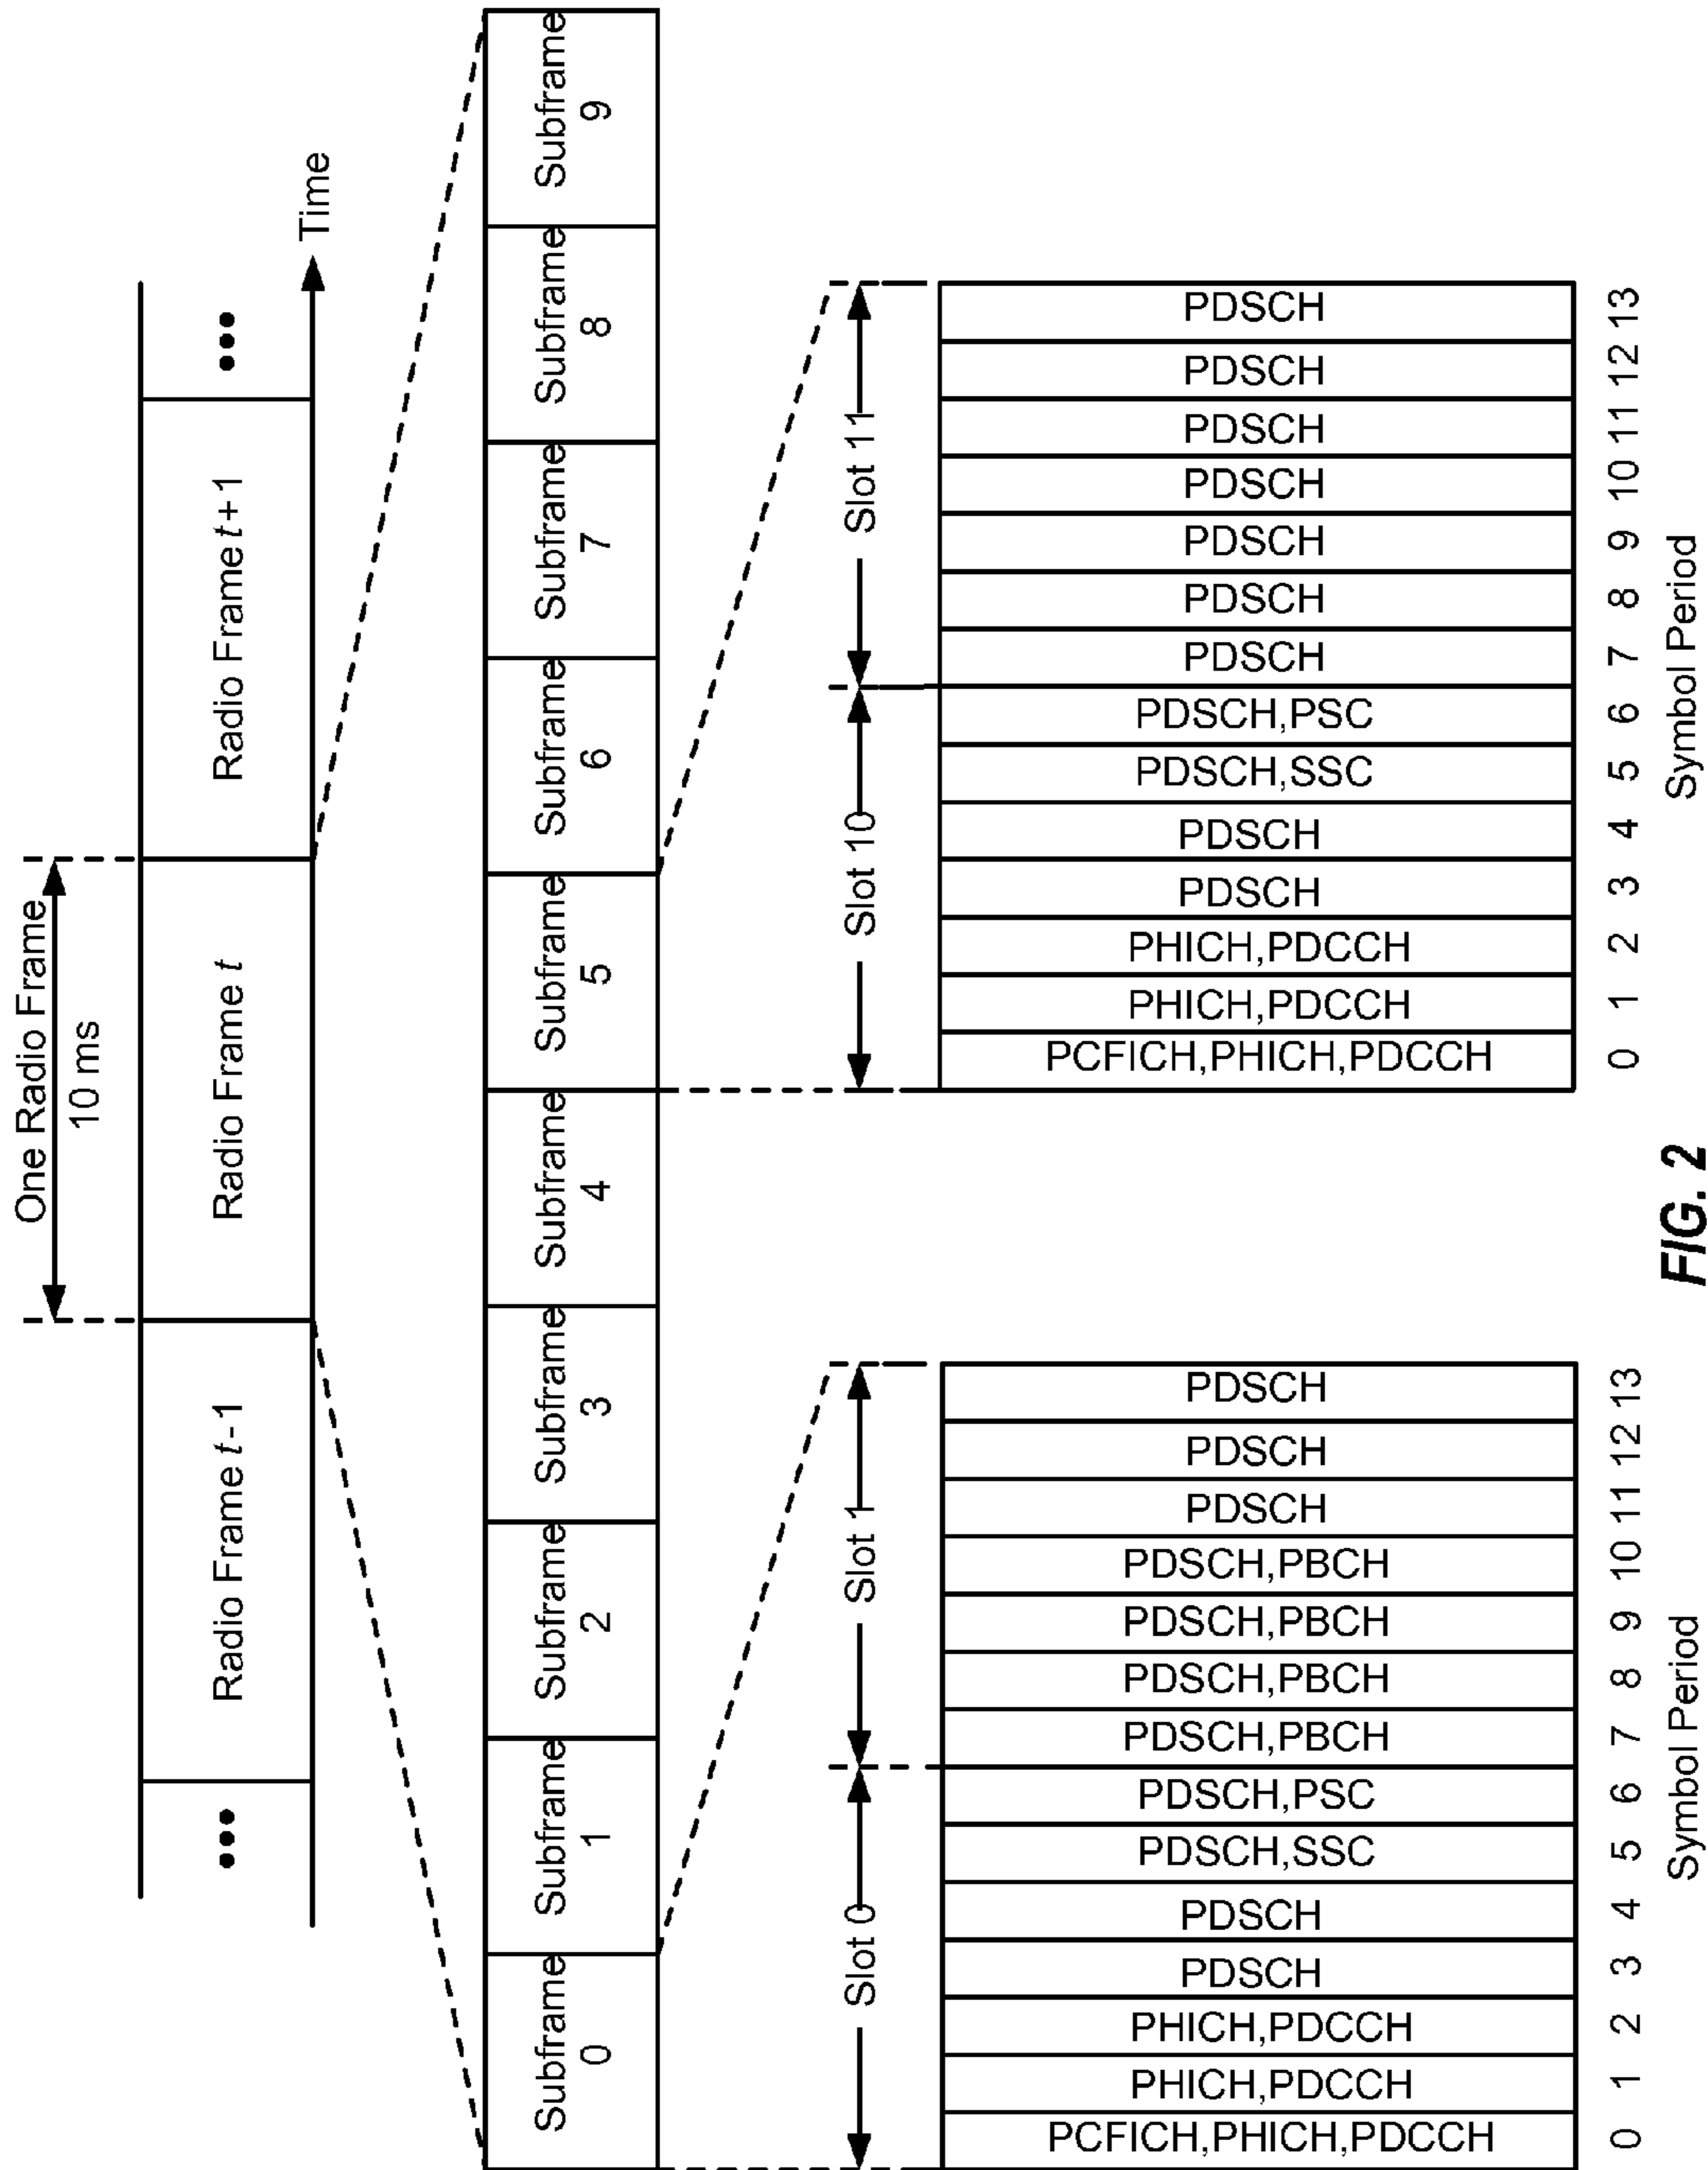 One Radio Frame
10 ms
•••
Radio Frame t-1
Radio Frame t
Radio Frame t+1
•••
Time
Subframe
0
Subframe
1
Subframe
2
Subframe
3
Subframe
4
Subframe
5
Subframe
6
Subframe
7
Subframe
8
Subframe
9
Slot 0
Slot 1
PCFICH,PHICH,PDCCH
PHICH,PDCCH
PHICH,PDCCH
PDSCH
PDSCH
PDSCH,SSC
PDSCH,PSC
PDSCH,PBCH
PDSCH,PBCH
PDSCH,PBCH
PDSCH,PBCH
PDSCH
PDSCH
PDSCH
0 1 2 3 4 5 6 7 8 9 10 11 12 13
Symbol Period
Slot 10
Slot 11
PCFICH,PHICH,PDCCH
PHICH,PDCCH
PHICH,PDCCH
PDSCH
PDSCH
PDSCH,SSC
PDSCH,PSC
PDSCH
PDSCH
PDSCH
PDSCH
PDSCH
PDSCH
PDSCH
0 1 2 3 4 5 6 7 8 9 10 11 12 13
Symbol Period
FIG. 2